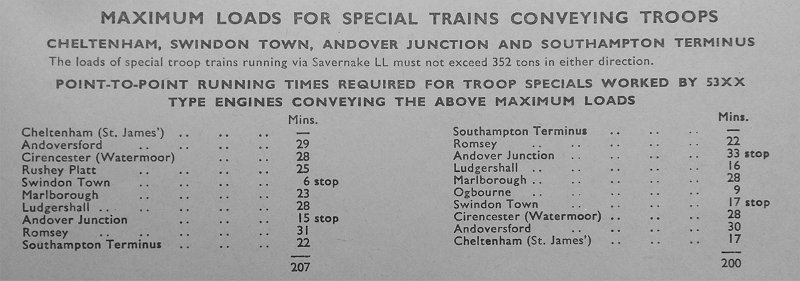 MAXIMUM LOADS FOR SPECIAL TRAINS CONVEYING TROOPS
CHELTENHAM, SWINDON TOWN, ANDOVER JUNCTION AND SOUTHAMPTON TERMINUS
The loads of special troop trains running via Savernake LL must not exceed 352 tons in either direction.
POINT-TO-POINT RUNNING TIMES REQUIRED FOR TROOP SPECIALS WORKED BY 53XX
TYPE ENGINES CONVEYING THE ABOVE MAXIMUM LOADS
Mins.
Cheltenham (St. James') .. .. .. —
Andoversford .. .. .. 29
Cirencester (Watermoor) .. .. 28
Rushey Platt .. .. .. 25
Swindon Town .. .. .. 6 stop
Marlborough .. .. .. 23
Ludgershall .. .. .. .. 28
Andover Junction .. .. .. 15 stop
Romsey .. .. .. .. 31
Southampton Terminus .. .. .. 22
207
Mins.
Southampton Terminus .. .. .. —
Romsey .. .. .. .. 22
Andover Junction .. .. .. 33 stop
Ludgershall .. .. .. 16
Marlborough .. .. .. .. 28
Ogbourne .. .. .. 9
Swindon Town .. .. .. 17 stop
Cirencester (Watermoor) .. .. .. 28
Andoversford .. .. .. 30
Cheltenham (St. James') .. .. .. 17
200